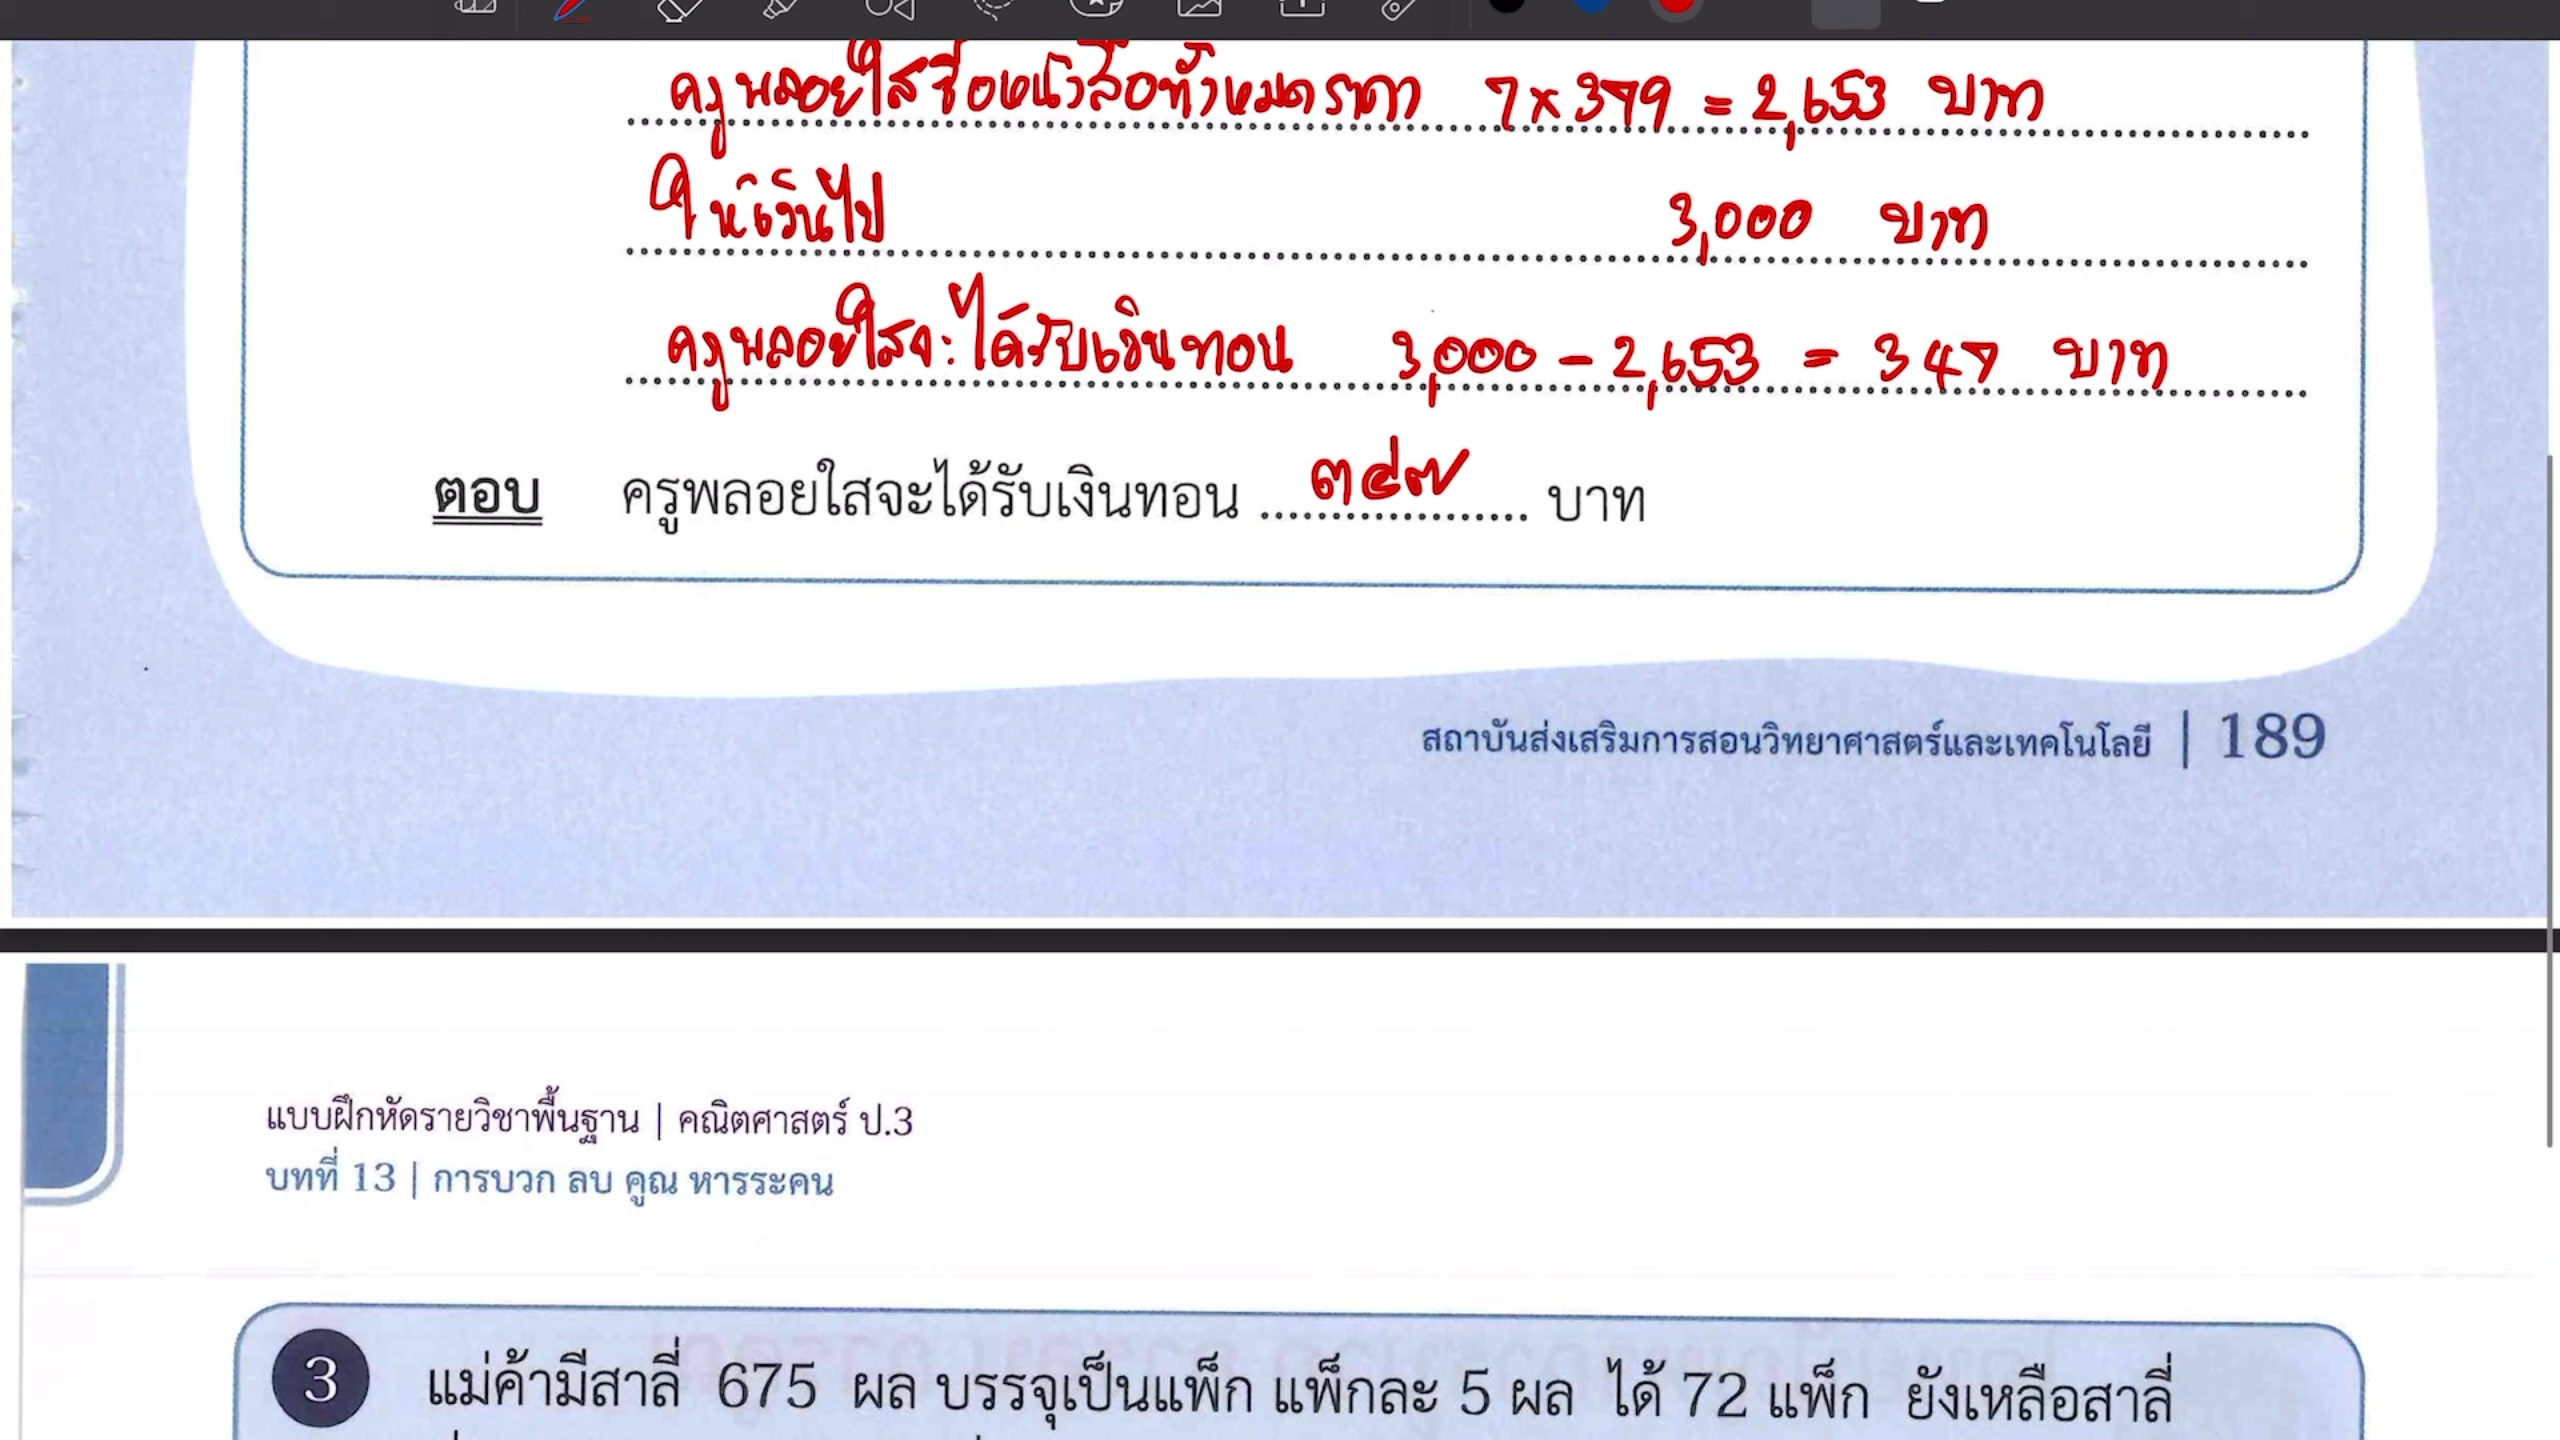 ครูพลอยใสซื้อหนังสือทั้งหมดราคา 7 x 379 = 2,653 บาท
ให้เงินไป 3,000 บาท
ครูพลอยใสจะได้รับเงินทอน 3,000 - 2,653 = 347 บาท
ตอบ ครูพลอยใสจะได้รับเงินทอน ๓๔๗ บาท
สถาบันส่งเสริมการสอนวิทยาศาสตร์และเทคโนโลยี | 189
แบบฝึกหัดรายวิชาพื้นฐาน | คณิตศาสตร์ ป.3
บทที่ 13 | การบวก ลบ คูณ หารระคน
3 แม่ค้ามีสาลี่ 675 ผล บรรจุเป็นแพ็ก แพ็กละ 5 ผล ได้ 72 แพ็ก ยังเหลือสาลี่